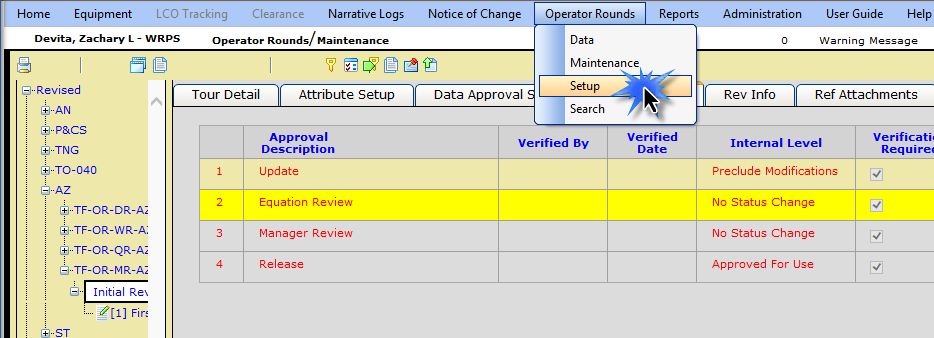 Home Equipment LCO Tracking Clearance Narrative Logs Notice of Change Operator Rounds Reports Administration User Guide Help
Devita, Zachary L - WRPS Operator Rounds/Maintenance 0 Warning Message
Data
Maintenance
Setup
Search
Revised
AN
P&CS
TNG
TO-040
AZ
TF-OR-DR-AZ
TF-OR-WR-AZ
TF-OR-QR-AZ
TF-OR-MR-AZ
Initial Rev
[1] Firs
ST
Tour Detail Attribute Setup Data Approval S Rev Info Ref Attachments
Approval Description Verified By Verified Date Internal Level Verificatio Require
1 Update Preclude Modifications
2 Equation Review No Status Change
3 Manager Review No Status Change
4 Release Approved For Use